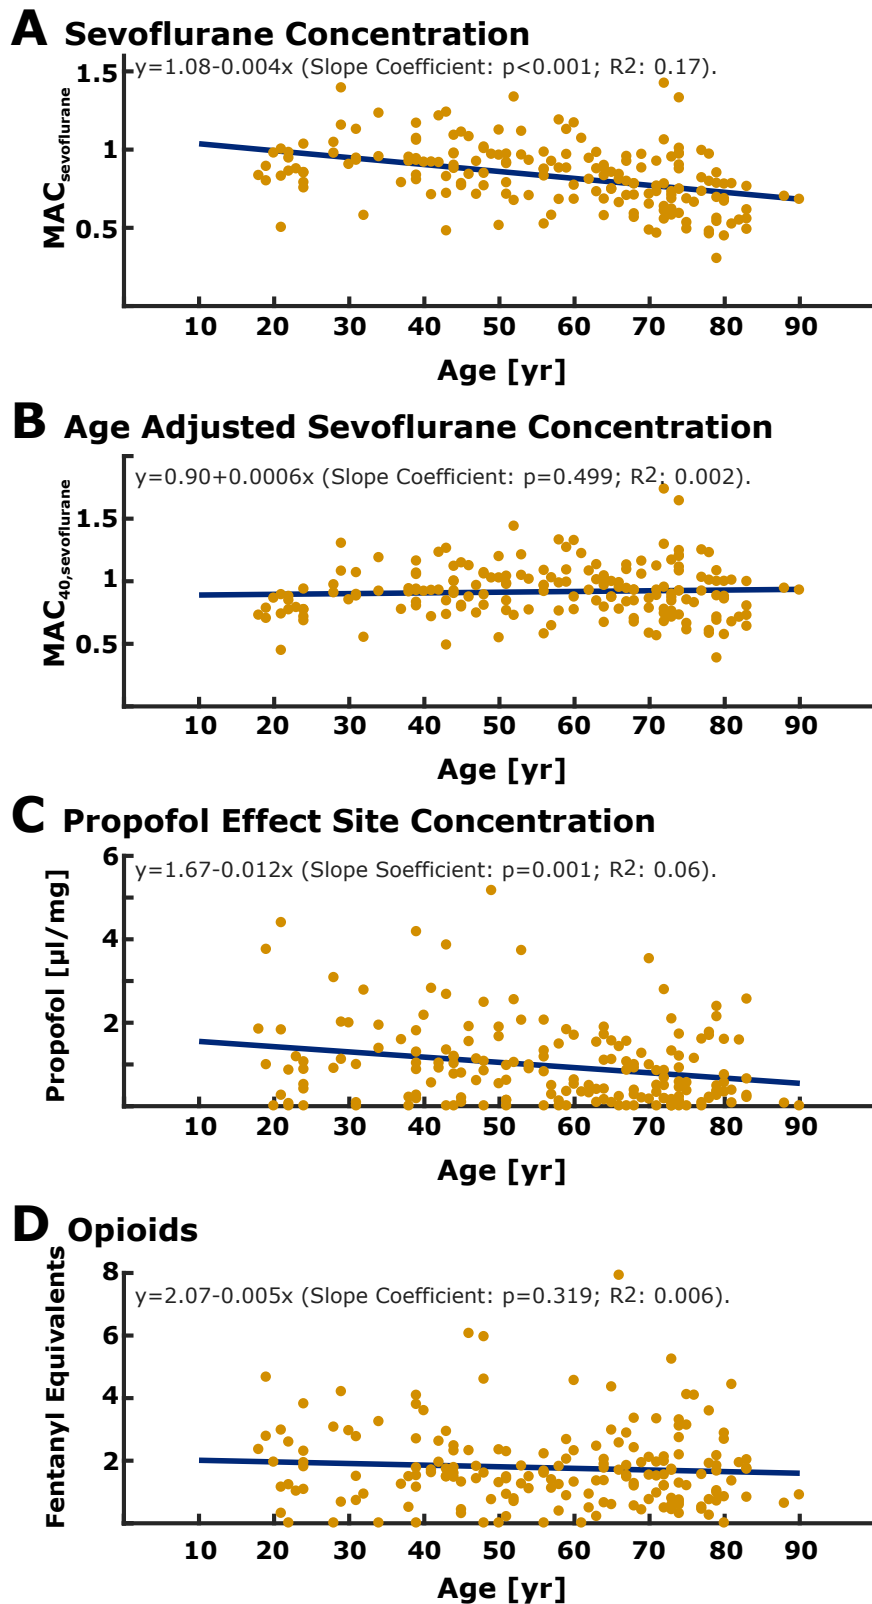 A Sevoflurane Concentration
y=1.08-0.004x (Slope Coefficient: p<0.001; R2: 0.17).
MACsevoflurane
1.5
1
0.5
10 20 30 40 50 60 70 80 90
Age [yr]
B Age Adjusted Sevoflurane Concentration
y=0.90+0.0006x (Slope Coefficient: p=0.499; R2: 0.002).
MAC40,sevoflurane
1.5
1
0.5
10 20 30 40 50 60 70 80 90
Age [yr]
C Propofol Effect Site Concentration
y=1.67-0.012x (Slope Soefficient: p=0.001; R2: 0.06).
Propofol [µl/mg]
6
4
2
10 20 30 40 50 60 70 80 90
Age [yr]
D Opioids
y=2.07-0.005x (Slope Coefficient: p=0.319; R2: 0.006).
Fentanyl Equivalents
8
6
4
2
10 20 30 40 50 60 70 80 90
Age [yr]